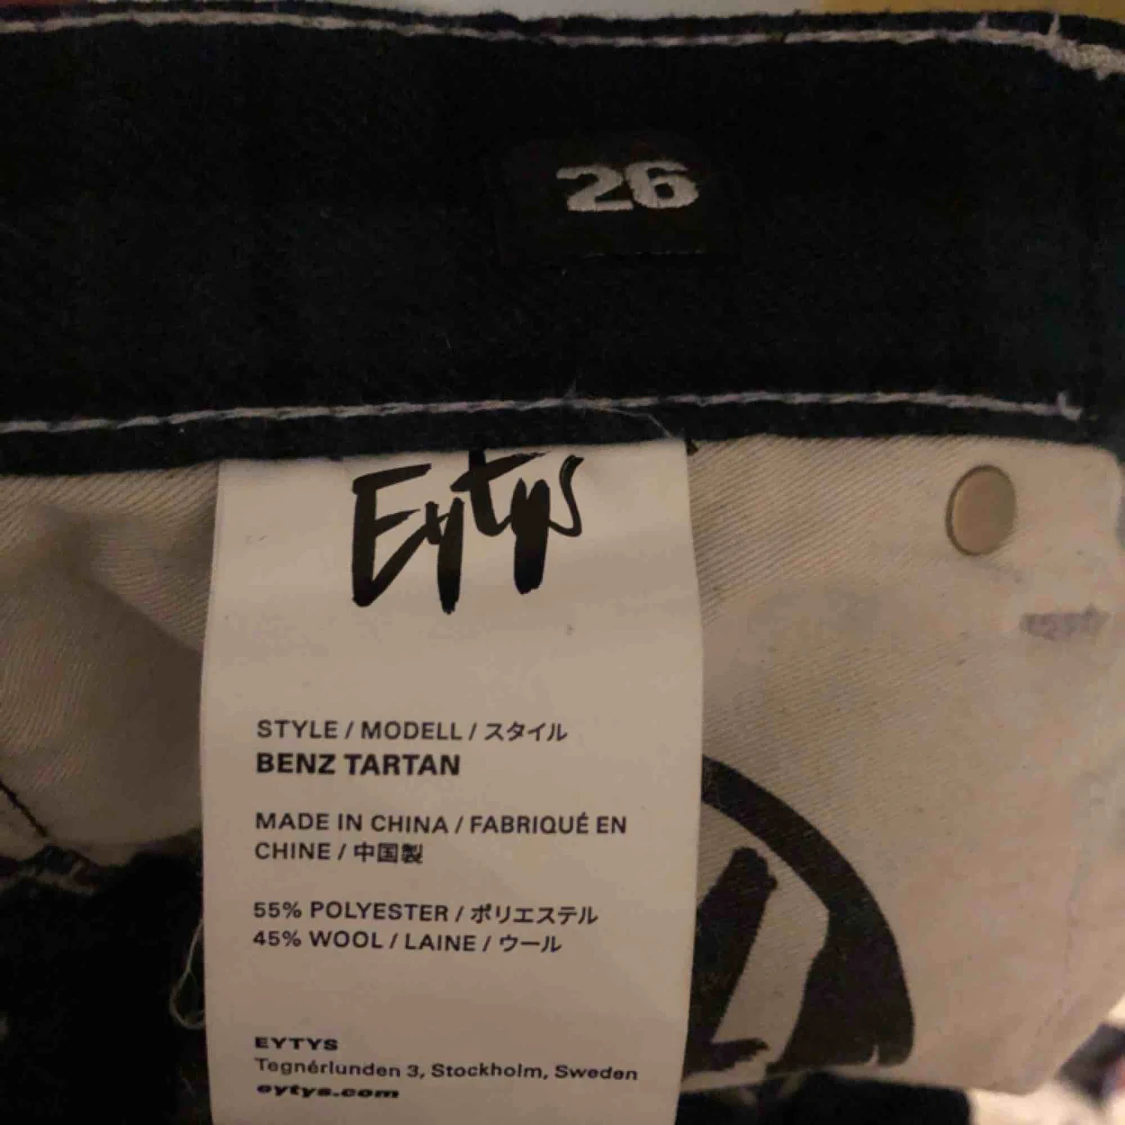 26
Eytys
STYLE / MODELL / スタイル
BENZ TARTAN
MADE IN CHINA / FABRIQUÉ EN
CHINE / 中国製
55% POLYESTER / ポリエステル
45% WOOL / LAINE / ウール
EYTYS
Tegnérlunden 3, Stockholm, Sweden
eytys.com